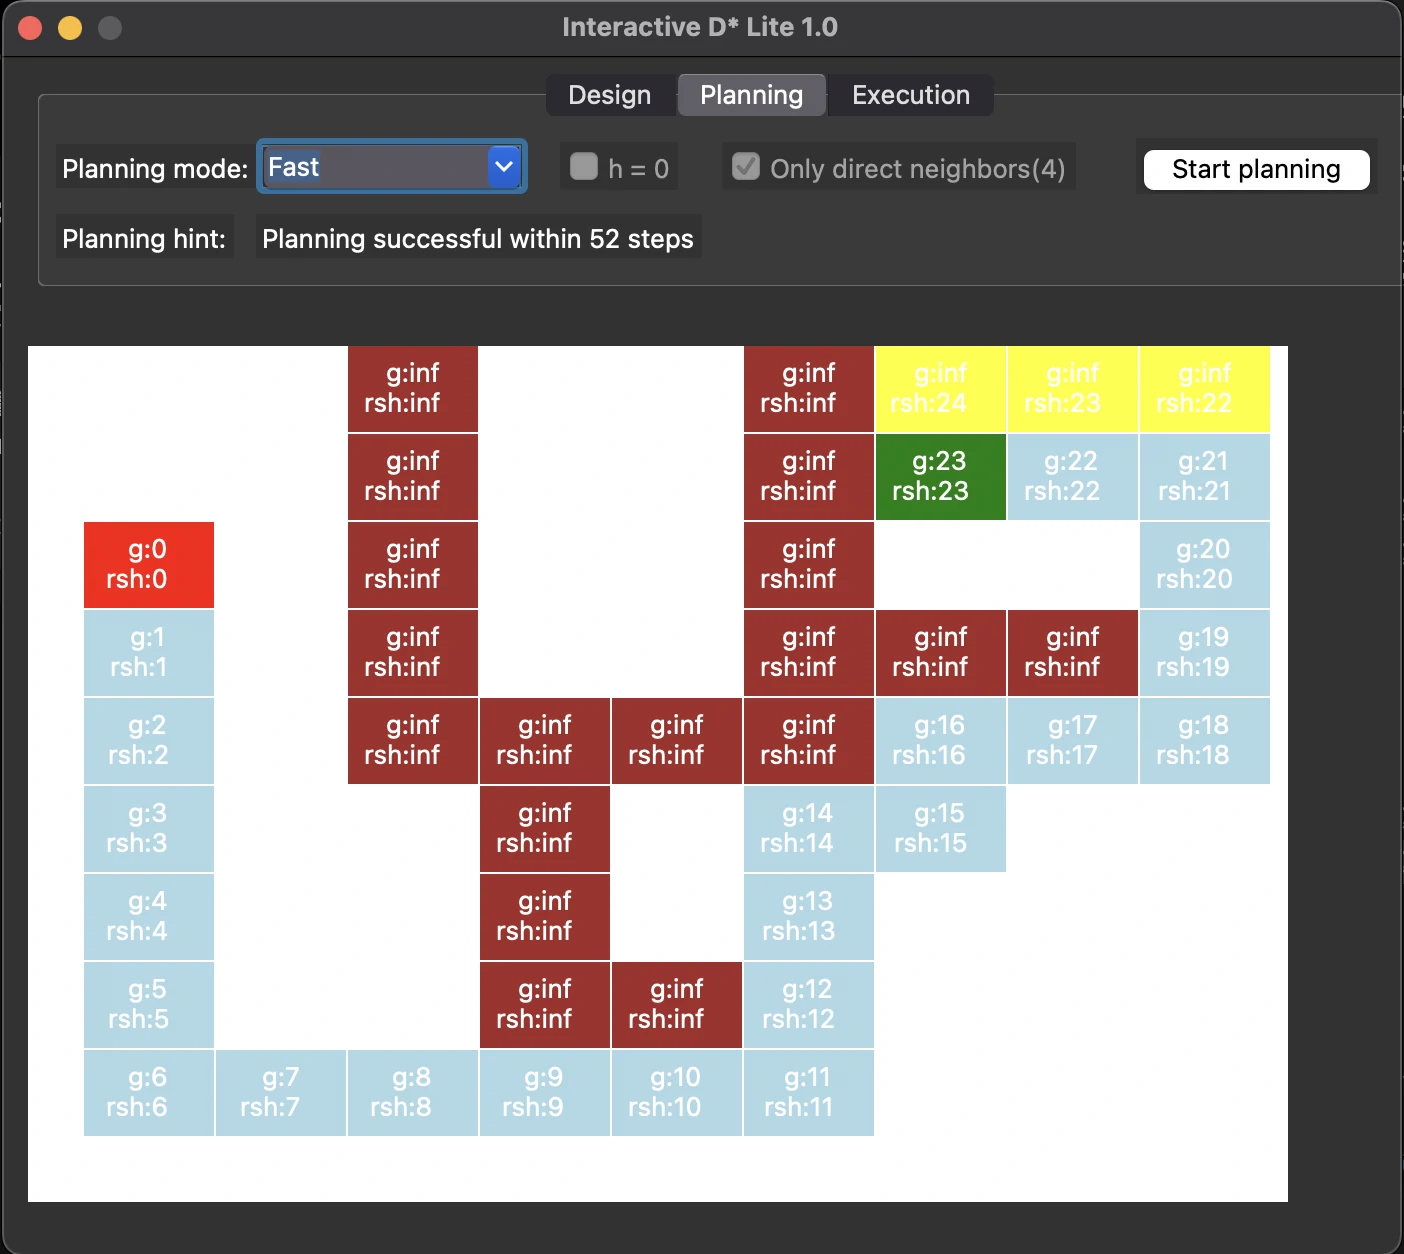 Interactive D* Lite 1.0
Design Planning Execution
Planning mode: Fast h = 0 Only direct neighbors(4) Start planning
Planning hint: Planning successful within 52 steps
g:inf g:inf g:inf g:inf g:inf
rsh:inf rsh:inf rsh:24 rsh:23 rsh:22
g:inf g:inf g:23 g:22 g:21
rsh:inf rsh:inf rsh:23 rsh:22 rsh:21
g:0 g:inf g:inf g:20
rsh:0 rsh:inf rsh:inf rsh:20
g:1 g:inf g:inf g:inf g:inf g:19
rsh:1 rsh:inf rsh:inf rsh:inf rsh:inf rsh:19
g:2 g:inf g:inf g:inf g:inf g:16 g:17 g:18
rsh:2 rsh:inf rsh:inf rsh:inf rsh:inf rsh:16 rsh:17 rsh:18
g:3 g:inf g:14 g:15
rsh:3 rsh:inf rsh:14 rsh:15
g:4 g:inf g:13
rsh:4 rsh:inf rsh:13
g:5 g:inf g:inf g:12
rsh:5 rsh:inf rsh:inf rsh:12
g:6 g:7 g:8 g:9 g:10 g:11
rsh:6 rsh:7 rsh:8 rsh:9 rsh:10 rsh:11